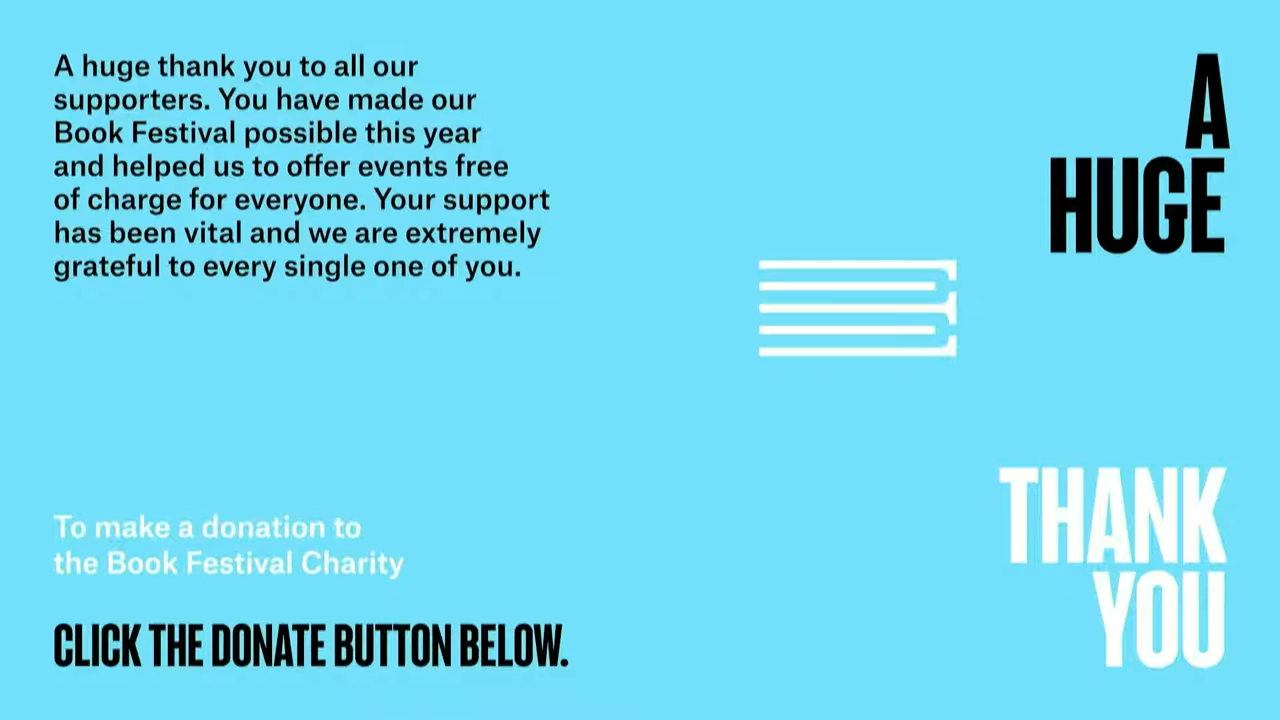 A huge thank you to all our
supporters. You have made our
Book Festival possible this year
and helped us to offer events free
of charge for everyone. Your support
has been vital and we are extremely
grateful to every single one of you.
To make a donation to
the Book Festival Charity
CLICK THE DONATE BUTTON BELOW.
A
HUGE
THANK
YOU